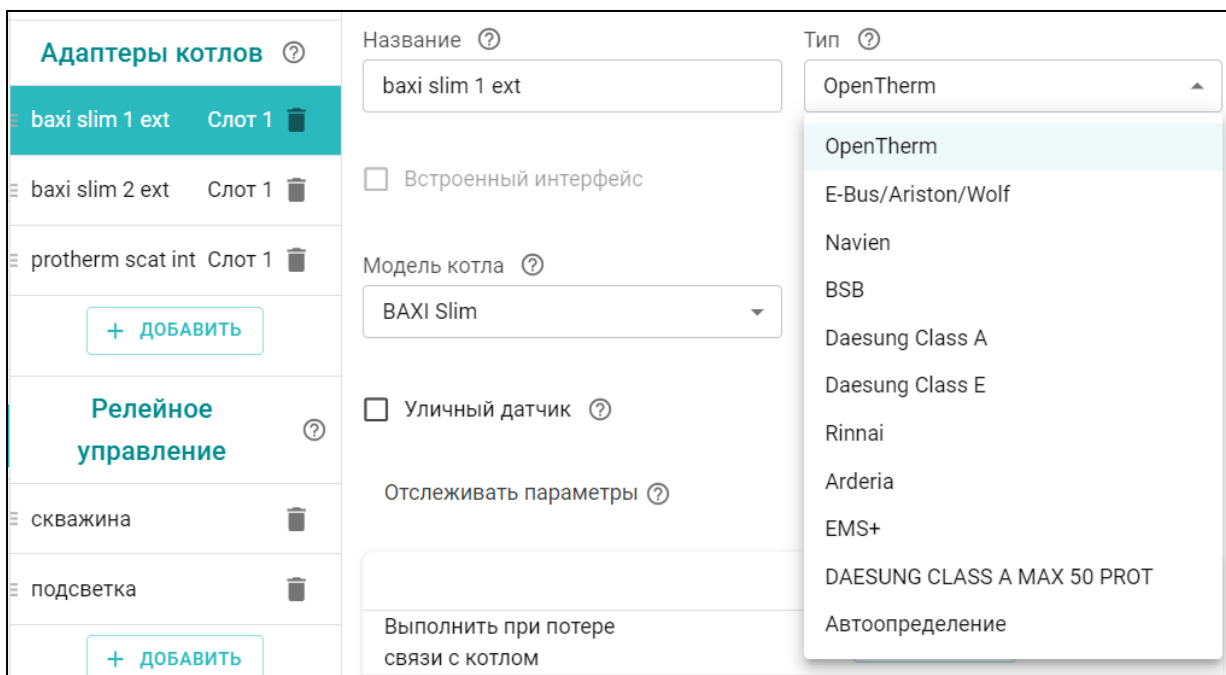 Адаптеры котлов
baxi slim 1 ext Слот 1
baxi slim 2 ext Слот 1
protherm scat int Слот 1
+ ДОБАВИТЬ
Релейное
управление
скважина
подсветка
+ ДОБАВИТЬ
Название
baxi slim 1 ext
Встроенный интерфейс
Модель котла
BAXI Slim
Уличный датчик
Отслеживать параметры
Выполнить при потере
связи с котлом
Тип
OpenTherm
OpenTherm
E-Bus/Ariston/Wolf
Navien
BSB
Daesung Class A
Daesung Class E
Rinnai
Arderia
EMS+
DAESUNG CLASS A MAX 50 PROT
Автоопределение